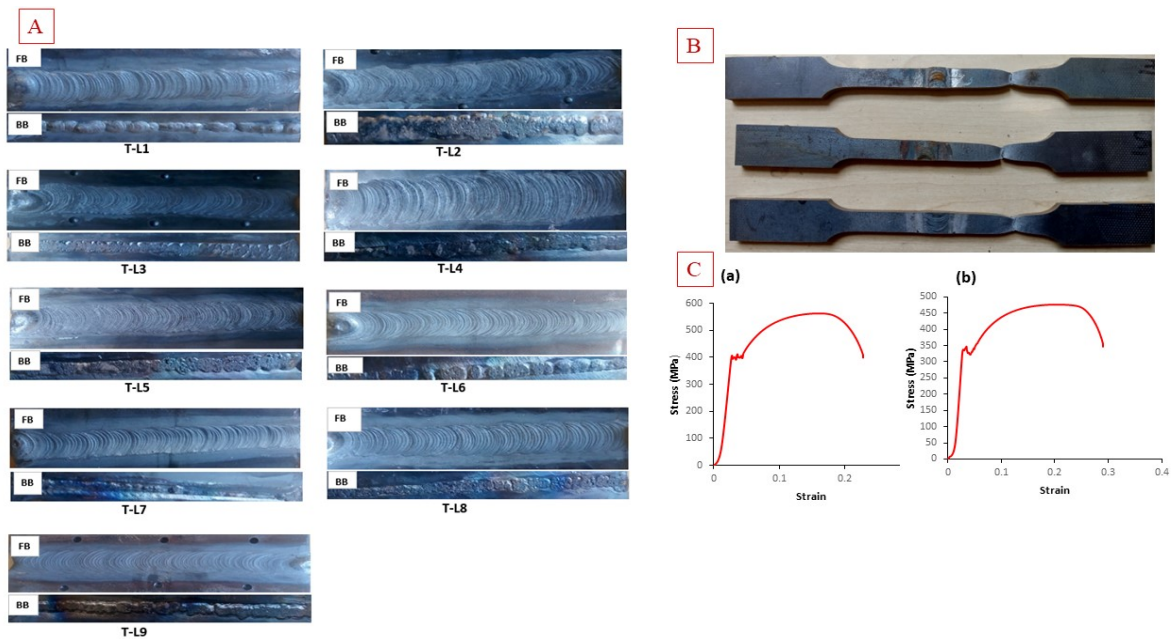 A
FB
BB
T-L1
FB
BB
T-L2
FB
BB
T-L3
FB
BB
T-L4
FB
BB
T-L5
FB
BB
T-L6
FB
BB
T-L7
FB
BB
T-L8
FB
BB
T-L9
B
C
(a)
600
500
400
300
200
100
0
0 0.1 0.2
Stress (MPa)
Strain
(b)
500
450
400
350
300
250
200
150
100
50
0
0 0.1 0.2 0.3 0.4
Stress (MPa)
Strain